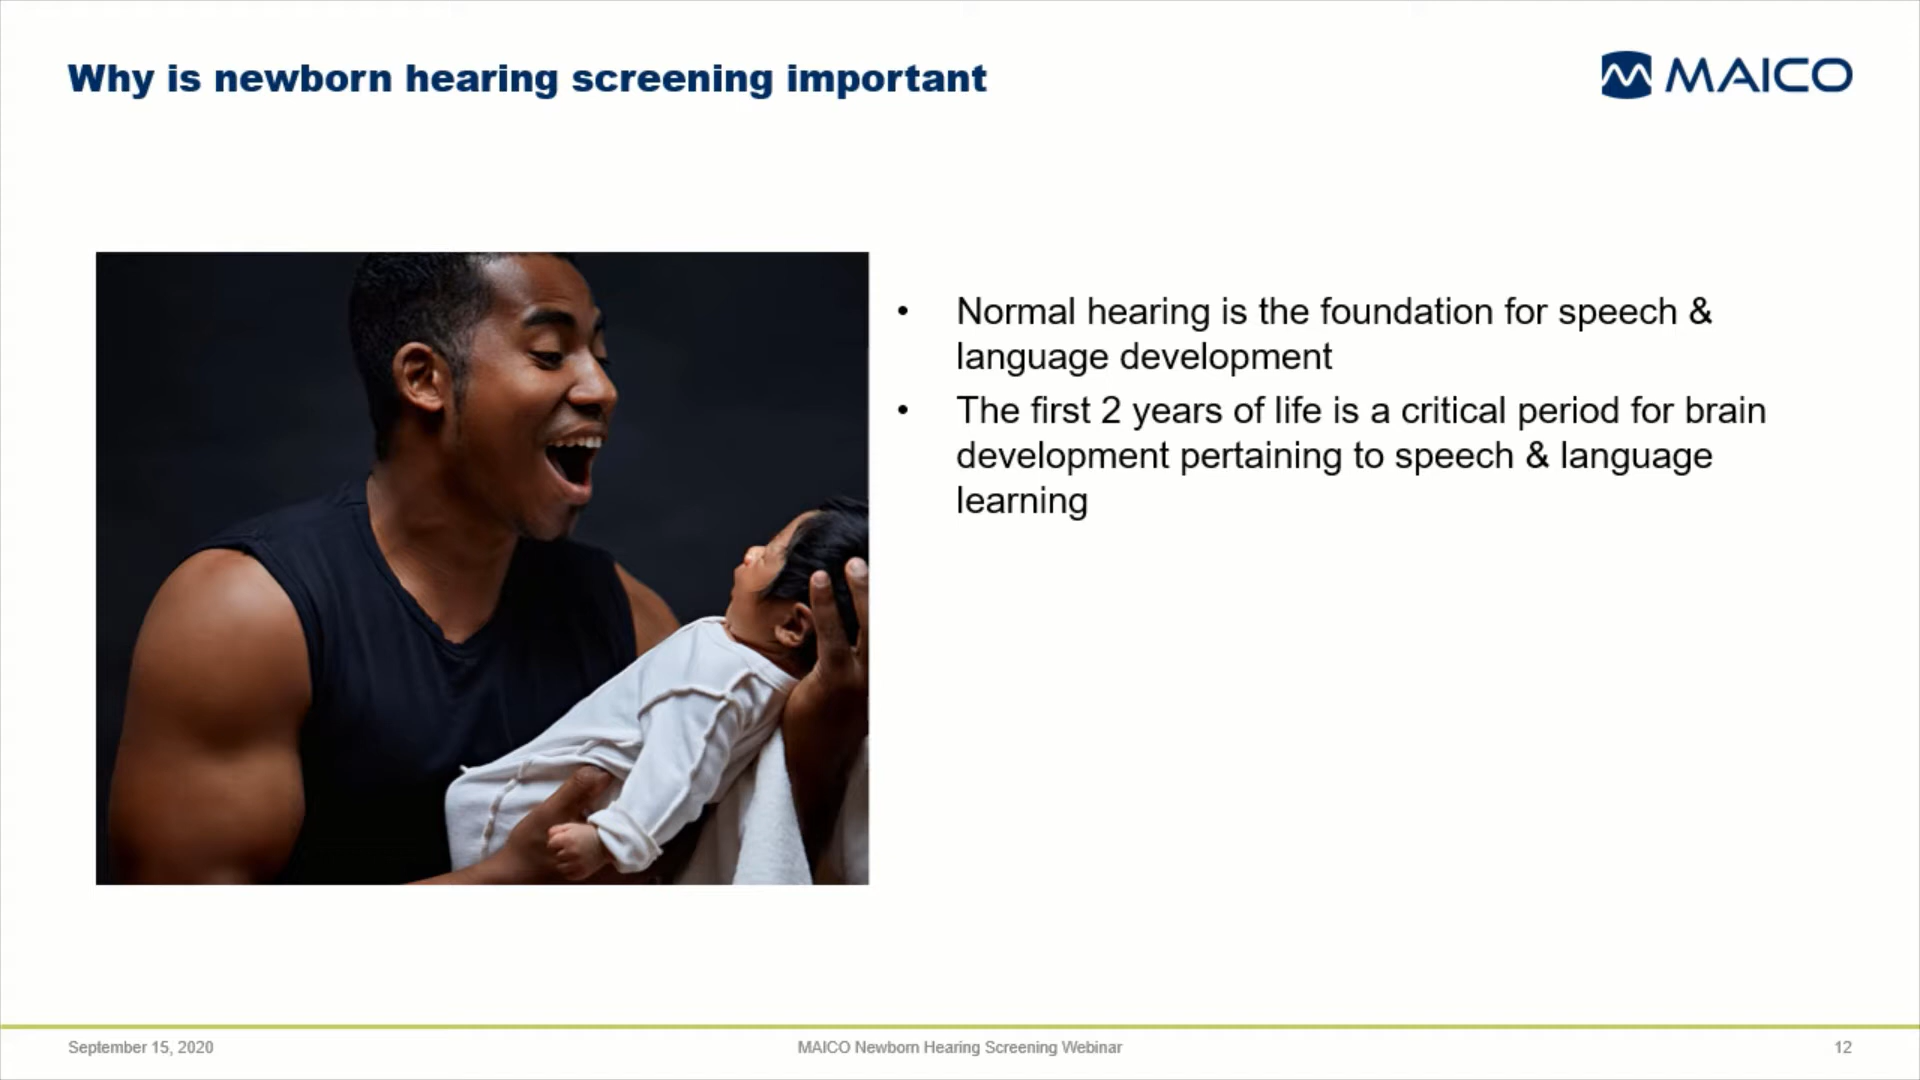 Why is newborn hearing screening important
MAICO
• Normal hearing is the foundation for speech &
language development
• The first 2 years of life is a critical period for brain
development pertaining to speech & language
learning
September 15, 2020
MAICO Newborn Hearing Screening Webinar
12